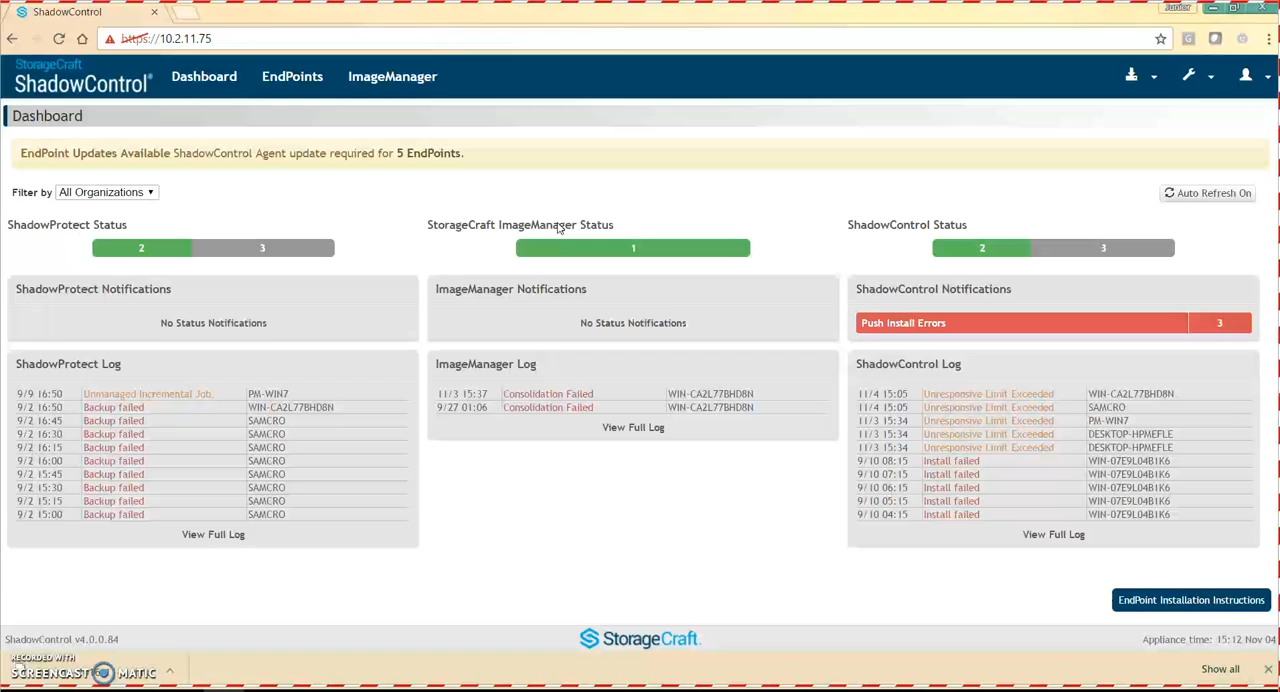 ShadowControl
Junior
https://10.2.11.75
StorageCraft
ShadowControl®
Dashboard
EndPoints
ImageManager
Dashboard
EndPoint Updates Available ShadowControl Agent update required for 5 EndPoints.
Filter by All Organizations
Auto Refresh On
ShadowProtect Status
2 3
ShadowProtect Notifications
No Status Notifications
ShadowProtect Log
9/9 16:50 Unmanaged Incremental Job. PM-WIN7
9/2 16:50 Backup failed WIN-CA2L77BHD8N
9/2 16:45 Backup failed SAMCRO
9/2 16:30 Backup failed SAMCRO
9/2 16:15 Backup failed SAMCRO
9/2 16:00 Backup failed SAMCRO
9/2 15:45 Backup failed SAMCRO
9/2 15:30 Backup failed SAMCRO
9/2 15:15 Backup failed SAMCRO
9/2 15:00 Backup failed SAMCRO
View Full Log
StorageCraft ImageManager Status
1
ImageManager Notifications
No Status Notifications
ImageManager Log
11/3 15:37 Consolidation Failed WIN-CA2L77BHD8N
9/27 01:06 Consolidation Failed WIN-CA2L77BHD8N
View Full Log
ShadowControl Status
2 3
ShadowControl Notifications
Push Install Errors 3
ShadowControl Log
11/4 15:05 Unresponsive Limit Exceeded WIN-CA2L77BHD8N
11/4 15:05 Unresponsive Limit Exceeded SAMCRO
11/3 15:34 Unresponsive Limit Exceeded PM-WIN7
11/3 15:34 Unresponsive Limit Exceeded DESKTOP-HPMEFLE
11/3 15:34 Unresponsive Limit Exceeded DESKTOP-HPMEFLE
9/10 08:15 Install failed WIN-07E9L04B1K6
9/10 07:15 Install failed WIN-07E9L04B1K6
9/10 06:15 Install failed WIN-07E9L04B1K6
9/10 05:15 Install failed WIN-07E9L04B1K6
9/10 04:15 Install failed WIN-07E9L04B1K6
View Full Log
EndPoint Installation Instructions
ShadowControl v4.0.0.84
StorageCraft.
Appliance time: 15:12 Nov 04
RECORDED WITH
SCREENCAST-O-MATIC
Show all